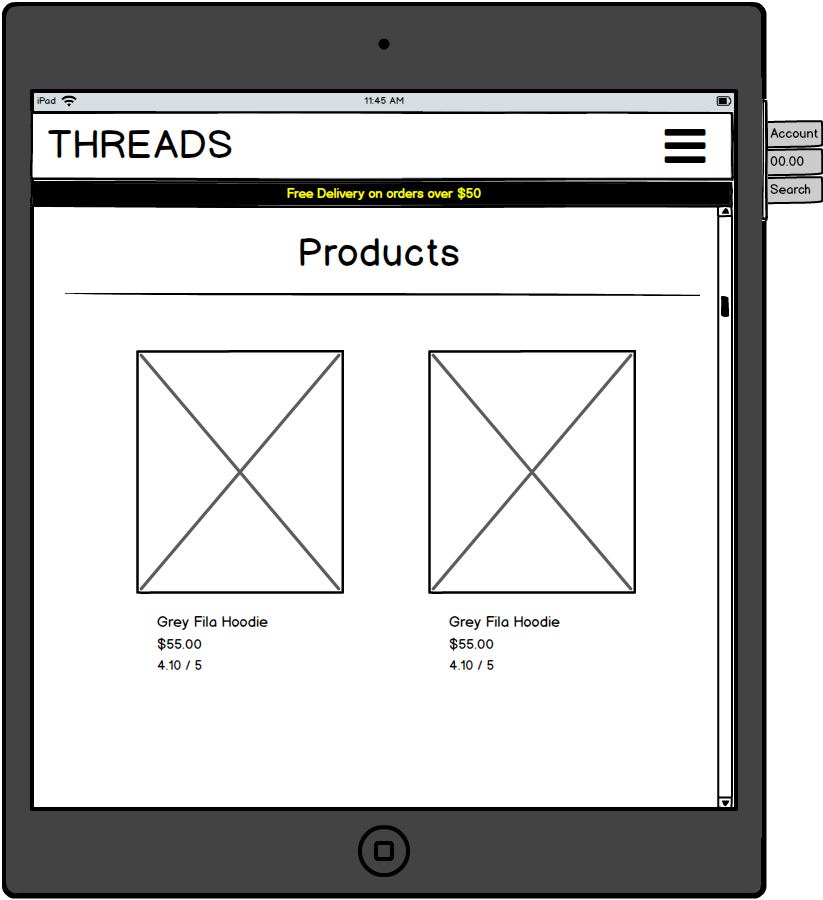 iPad
11:45 AM
THREADS
Account
00.00
Search
Free Delivery on orders over $50
Products
Grey Fila Hoodie
$55.00
4.10 / 5
Grey Fila Hoodie
$55.00
4.10 / 5